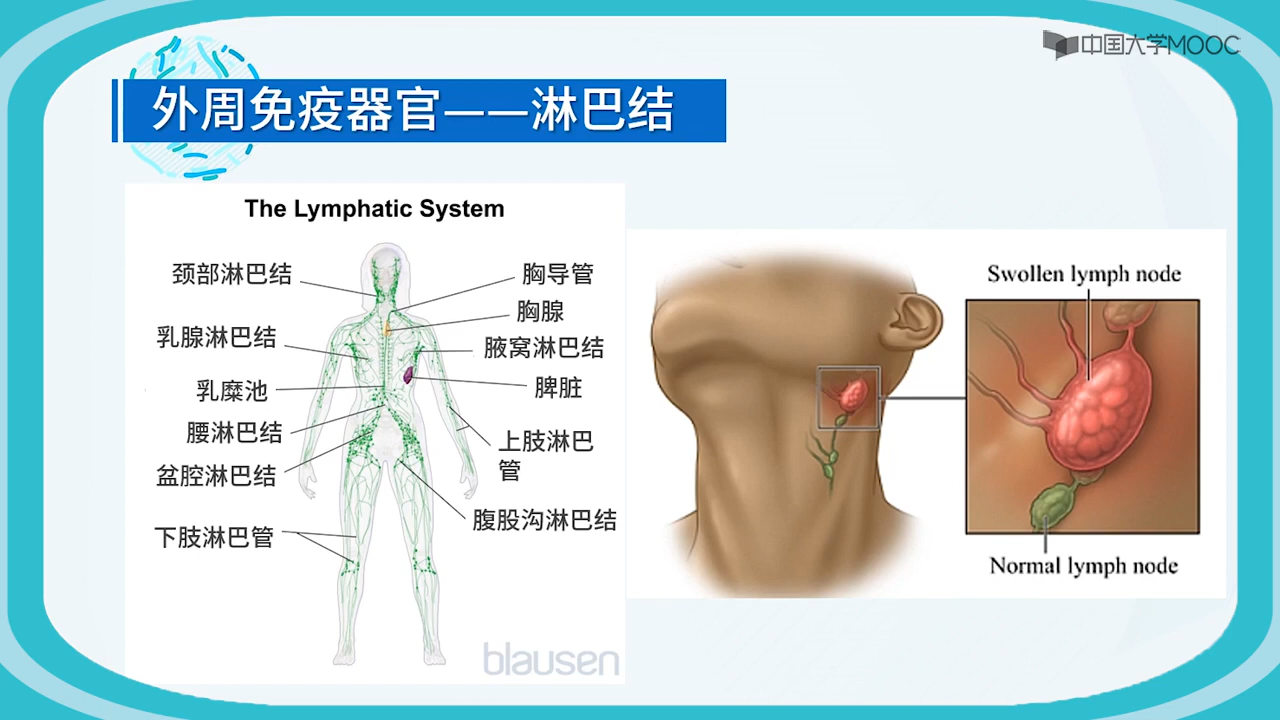 中国大学MOOC
外周免疫器官——淋巴结
The Lymphatic System
颈部淋巴结
乳腺淋巴结
乳糜池
腰淋巴结
盆腔淋巴结
下肢淋巴管
胸导管
胸腺
腋窝淋巴结
脾脏
上肢淋巴
管
腹股沟淋巴结
blausen
Swollen lymph node
Normal lymph node